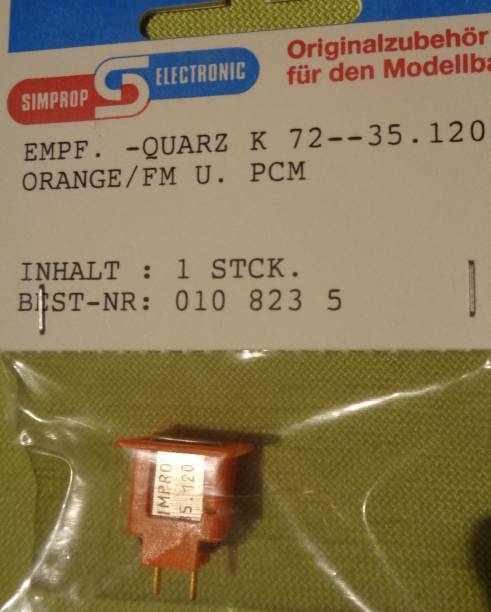 SIMPROP ELECTRONIC
Originalzubehör
für den Modellba
EMPF. -QUARZ K 72--35.120
ORANGE/FM U. PCM
INHALT : 1 STCK.
BEST-NR: 010 823 5
IMPRO
35.120